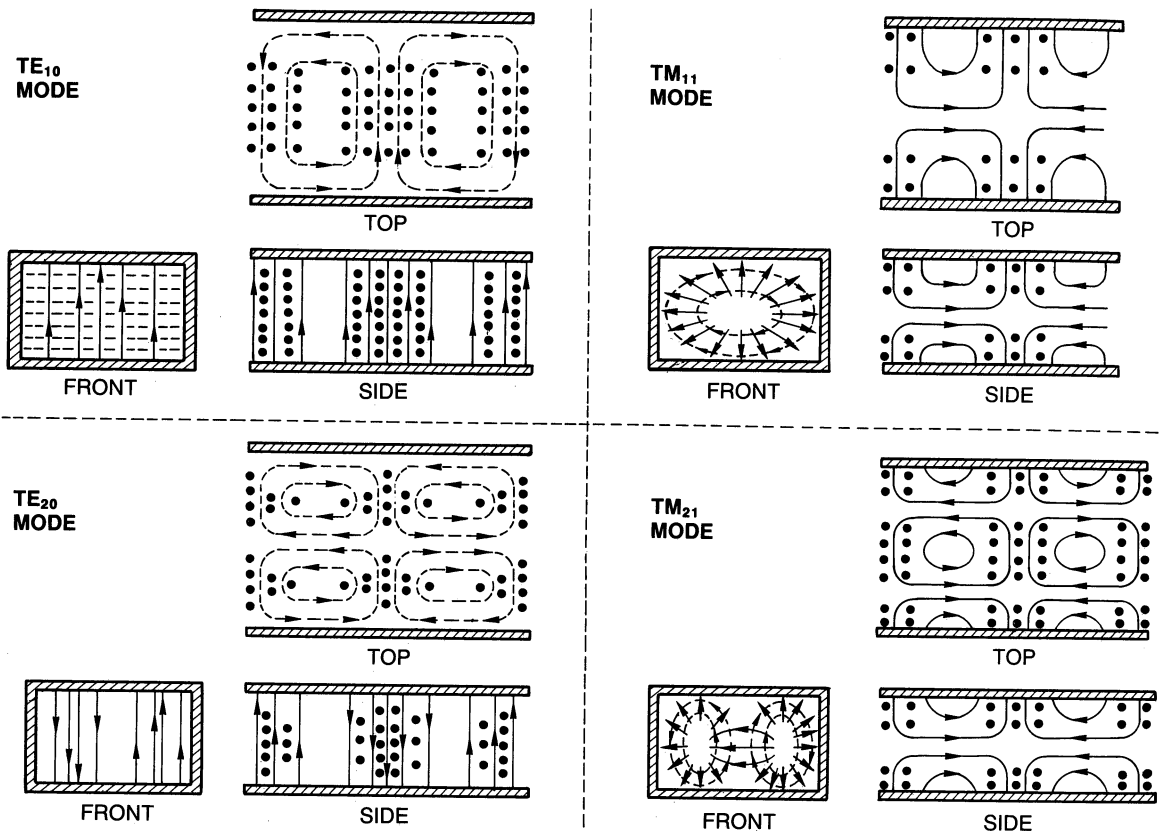 TE₁₀
MODE
TOP
FRONT
SIDE
TM₁₁
MODE
TOP
FRONT
SIDE
TE₂₀
MODE
TOP
FRONT
SIDE
TM₂₁
MODE
TOP
FRONT
SIDE